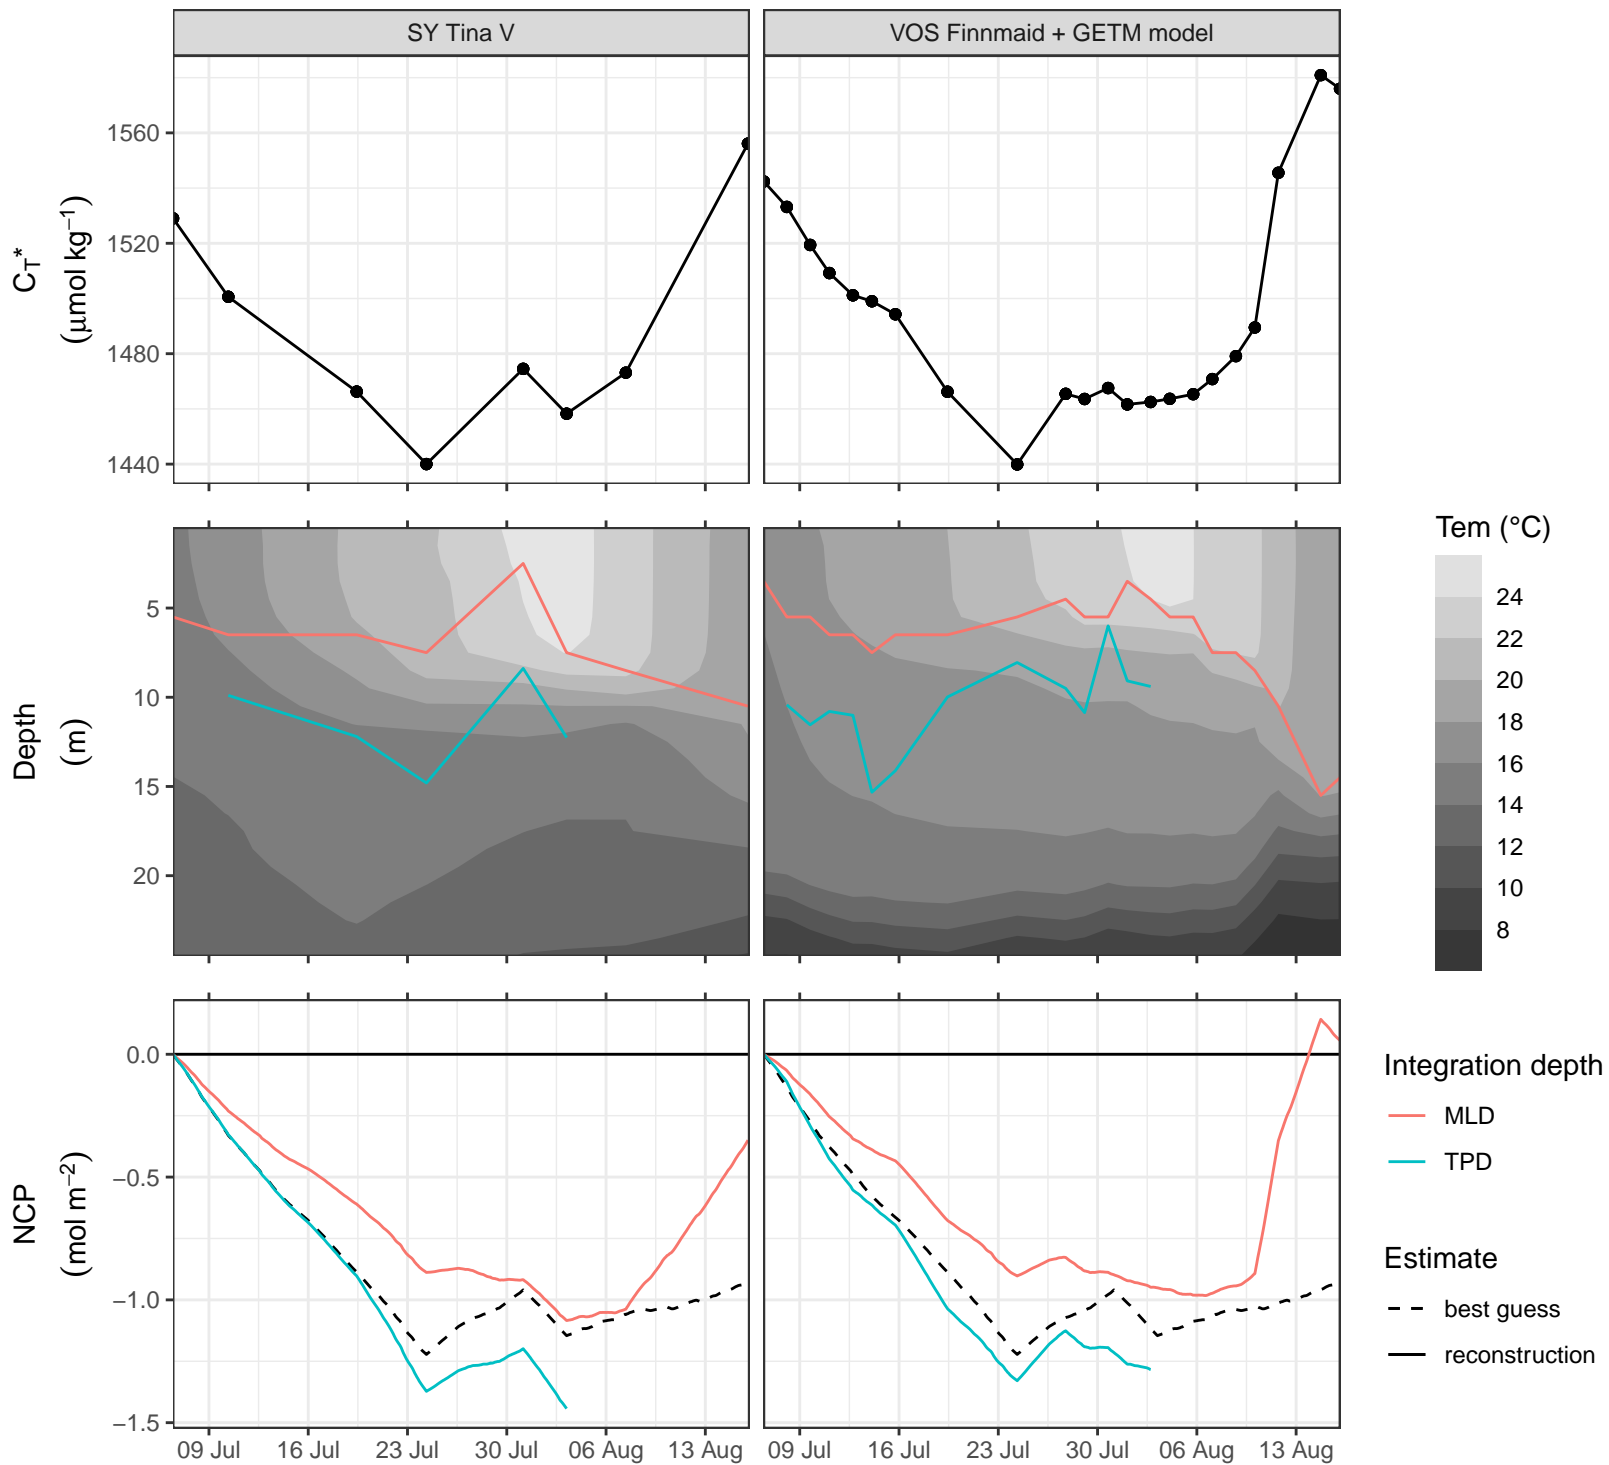 SY Tina V
VOS Finnmaid + GETM model
C_T*
(μmol kg⁻¹)
1560
1520
1480
1440
Depth
(m)
5
10
15
20
Tem (°C)
24
22
20
18
16
14
12
10
8
NCP
(mol m⁻²)
0.0
−0.5
−1.0
−1.5
09 Jul 16 Jul 23 Jul 30 Jul 06 Aug 13 Aug
09 Jul 16 Jul 23 Jul 30 Jul 06 Aug 13 Aug
Integration depth
MLD
TPD
Estimate
best guess
reconstruction